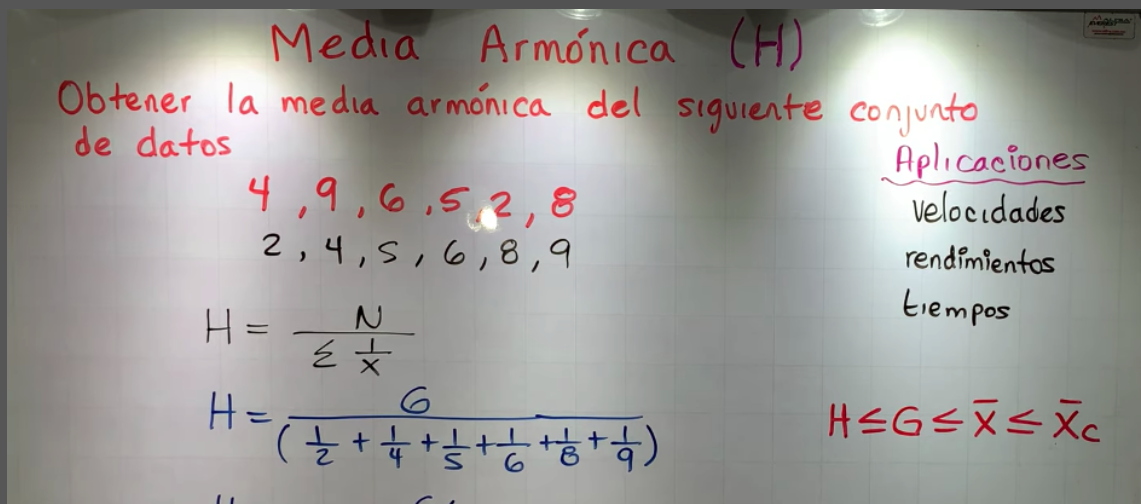 Media Armónica (H)
Obtener la media armónica del siguiente conjunto
de datos
4, 9, 6, 5, 2, 8
2, 4, 5, 6, 8, 9
H = N / Σ 1/x
H = 6 / (1/2 + 1/4 + 1/5 + 1/6 + 1/8 + 1/9)
Aplicaciones
velocidades
rendimientos
tiempos
H ≤ G ≤ X̄ ≤ X̄c